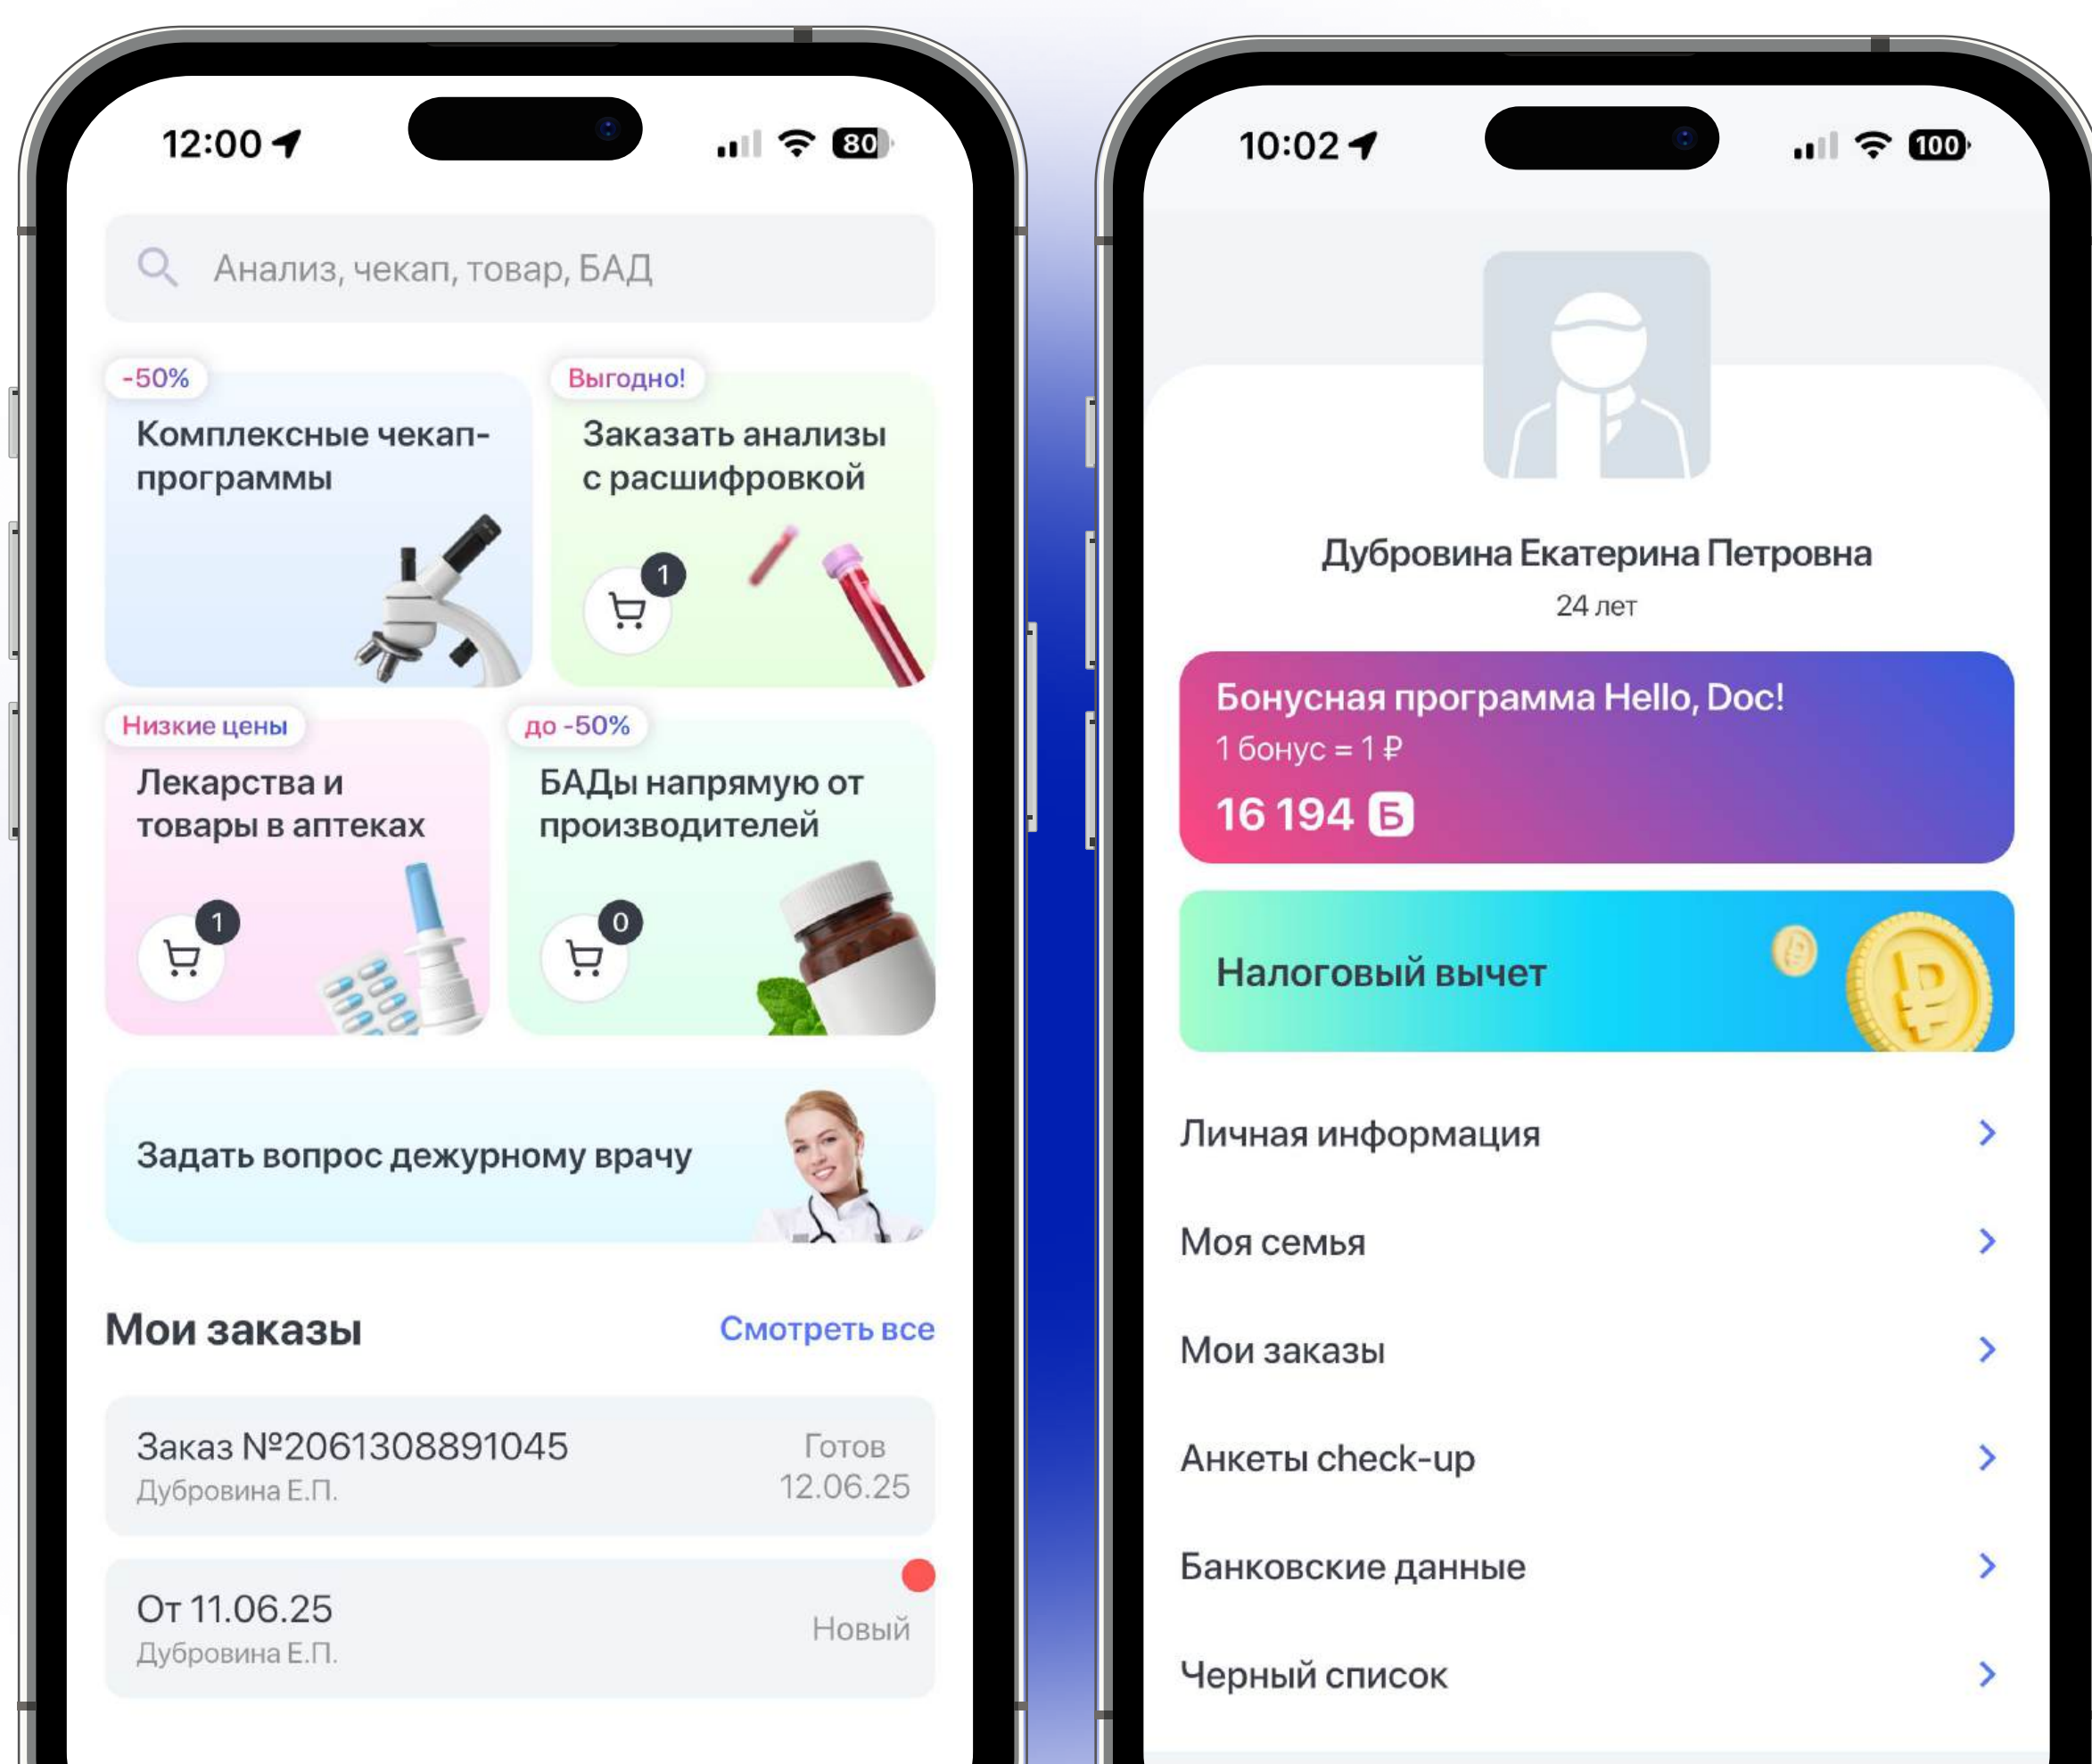 12:00
80
Анализ, чекап, товар, БАД
-50%
Комплексные чекап-
программы
Выгодно!
Заказать анализы
с расшифровкой
1
Низкие цены
Лекарства и
товары в аптеках
1
до -50%
БАДы напрямую от
производителей
0
Задать вопрос дежурному врачу
Мои заказы
Смотреть все
Заказ №2061308891045
Дубровина Е.П.
Готов
12.06.25
От 11.06.25
Дубровина Е.П.
Новый
10:02
100
Дубровина Екатерина Петровна
24 лет
Бонусная программа Hello, Doc!
1 бонус = 1 ₽
16 194 Б
Налоговый вычет
Личная информация
Моя семья
Мои заказы
Анкеты check-up
Банковские данные
Черный список